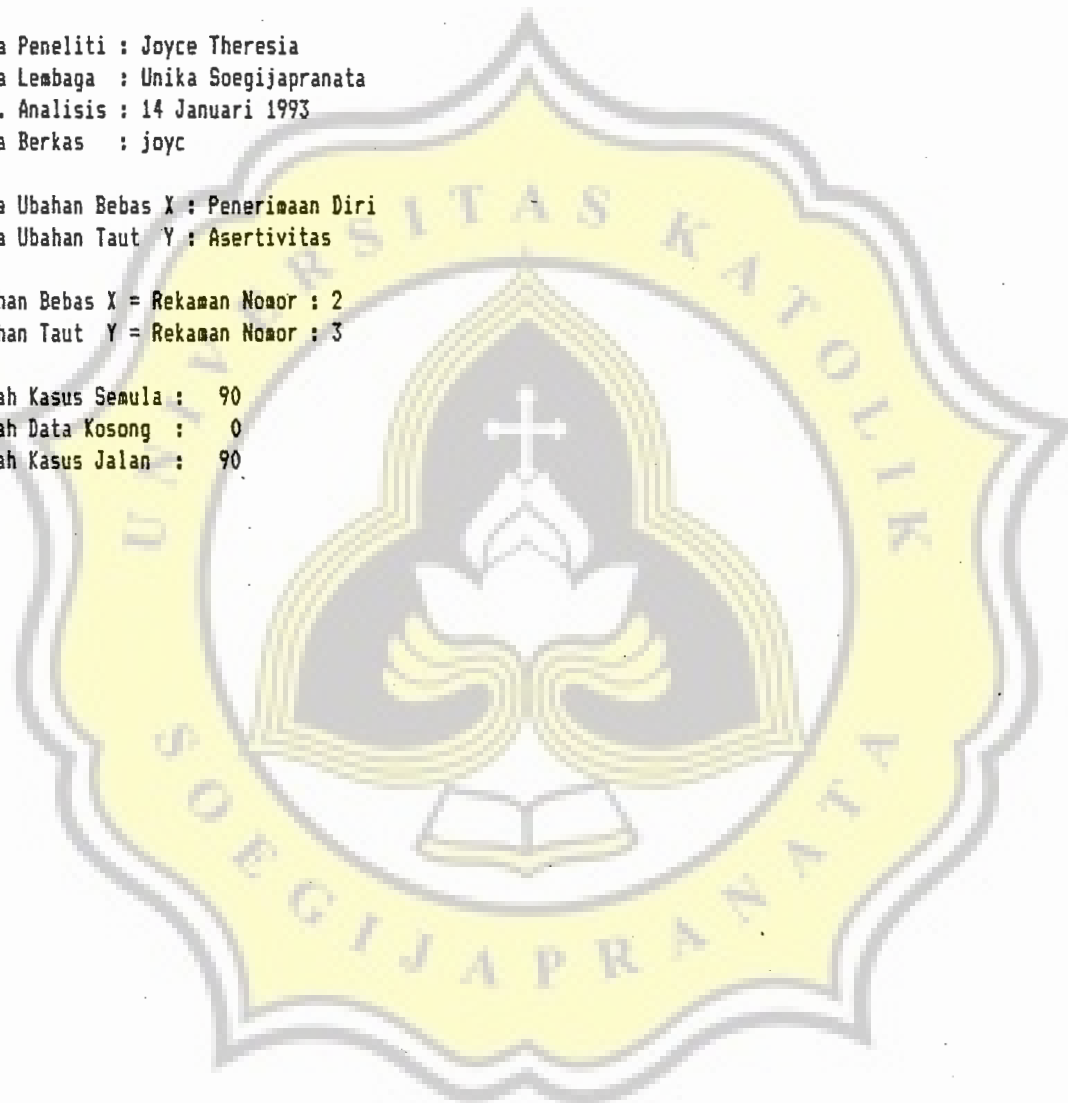 a Peneliti : Joyce Theresia
a Lembaga : Unika Soegijapranata
. Analisis : 14 Januari 1993
a Berkas : joyc
a Ubahan Bebas X : Penerimaan Diri
a Ubahan Taut Y : Asertivitas
han Bebas X = Rekaman Nomor : 2
han Taut Y = Rekaman Nomor : 3
ah Kasus Semula : 90
ah Data Kosong : 0
ah Kasus Jalan : 90
UNIVERSITAS KATOLIK
SOEGIJAPRANATA